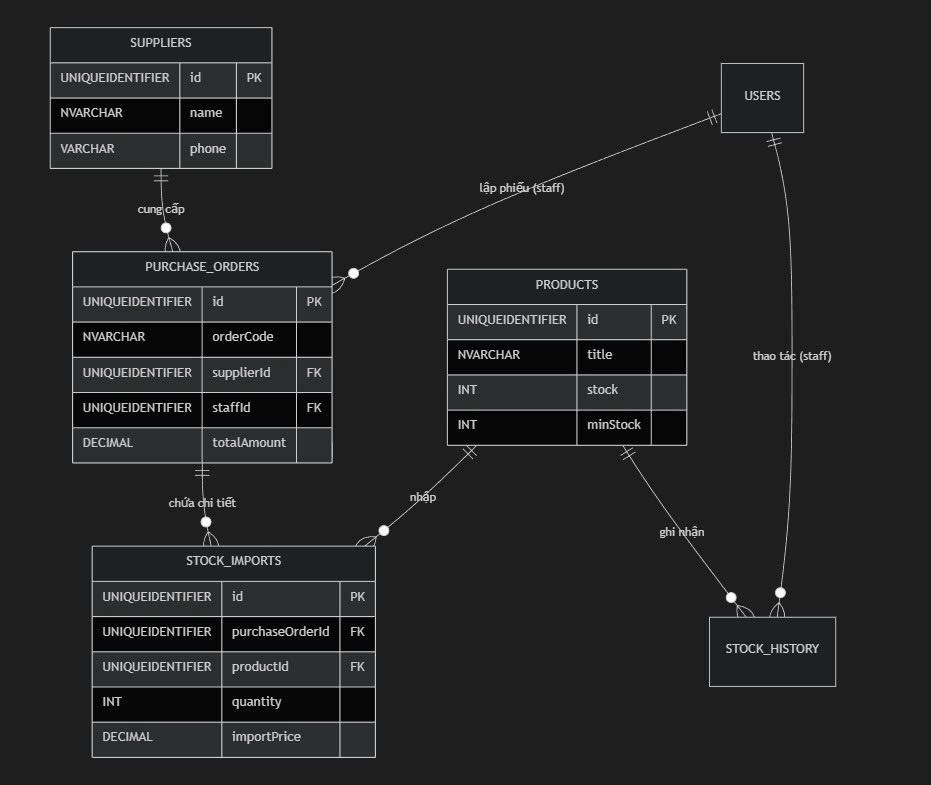 SUPPLIERS
UNIQUEIDENTIFIER id PK
NVARCHAR name
VARCHAR phone
USERS
lập phiếu (staff)
cung cấp
PURCHASE_ORDERS
UNIQUEIDENTIFIER id PK
NVARCHAR orderCode
UNIQUEIDENTIFIER supplierId FK
UNIQUEIDENTIFIER staffId FK
DECIMAL totalAmount
PRODUCTS
UNIQUEIDENTIFIER id PK
NVARCHAR title
INT stock
INT minStock
thao tác (staff)
chứa chi tiết
nhập
ghi nhận
STOCK_IMPORTS
UNIQUEIDENTIFIER id PK
UNIQUEIDENTIFIER purchaseOrderId FK
UNIQUEIDENTIFIER productId FK
INT quantity
DECIMAL importPrice
STOCK_HISTORY